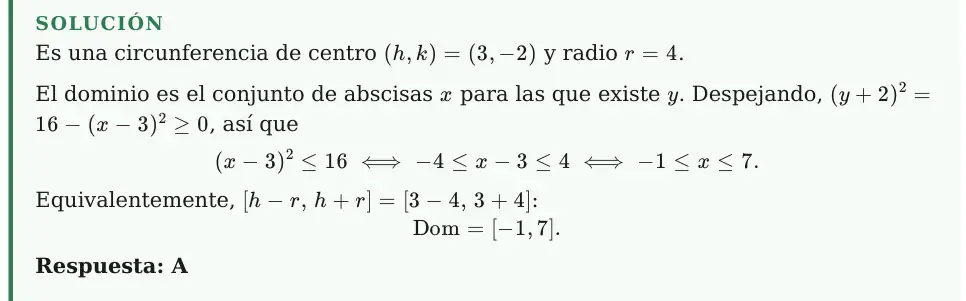 SOLUCIÓN
Es una circunferencia de centro (h, k) = (3, −2) y radio r = 4.
El dominio es el conjunto de abscisas x para las que existe y. Despejando, (y + 2)² =
16 − (x − 3)² ≥ 0, así que
(x − 3)² ≤ 16 ⟺ −4 ≤ x − 3 ≤ 4 ⟺ −1 ≤ x ≤ 7.
Equivalentemente, [h − r, h + r] = [3 − 4, 3 + 4]:
Dom = [−1, 7].
Respuesta: A